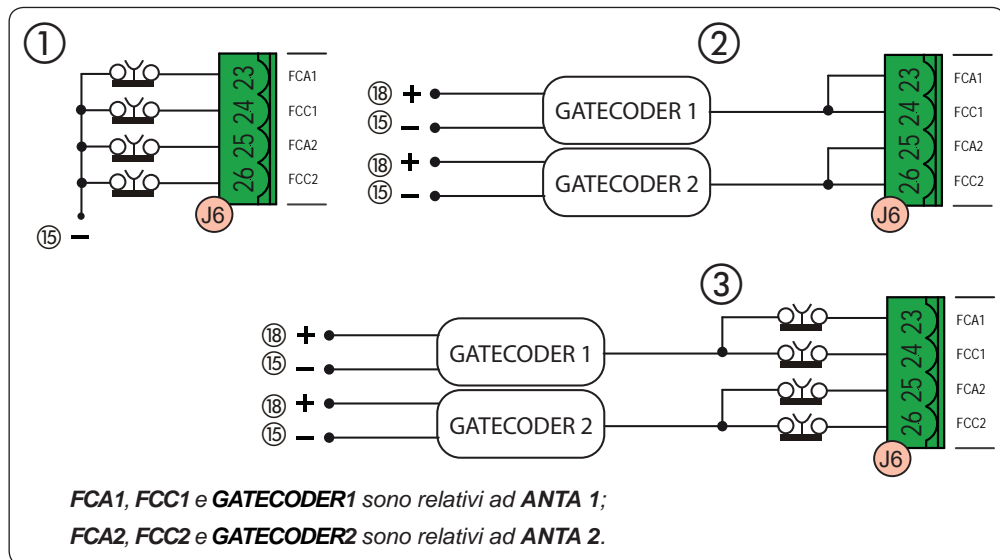 ①
23 FCA1
24 FCC1
25 FCA2
26 FCC2
J6
⑮ −
②
⑱ +
⑮ −
GATECODER 1
⑱ +
⑮ −
GATECODER 2
23 FCA1
24 FCC1
25 FCA2
26 FCC2
J6
③
⑱ +
⑮ −
GATECODER 1
⑱ +
⑮ −
GATECODER 2
23 FCA1
24 FCC1
25 FCA2
26 FCC2
J6
FCA1, FCC1 e GATECODER1 sono relativi ad ANTA 1;
FCA2, FCC2 e GATECODER2 sono relativi ad ANTA 2.